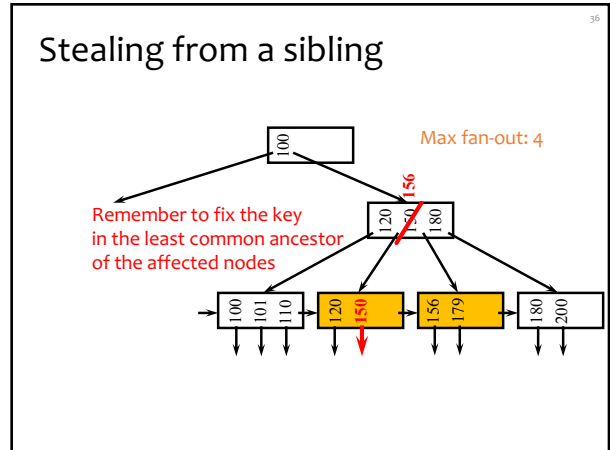 36
Stealing from a sibling
Max fan-out: 4
100
156
Remember to fix the key
in the least common ancestor
of the affected nodes
120 150 180
100 101 110 120 150 156 179 180 200